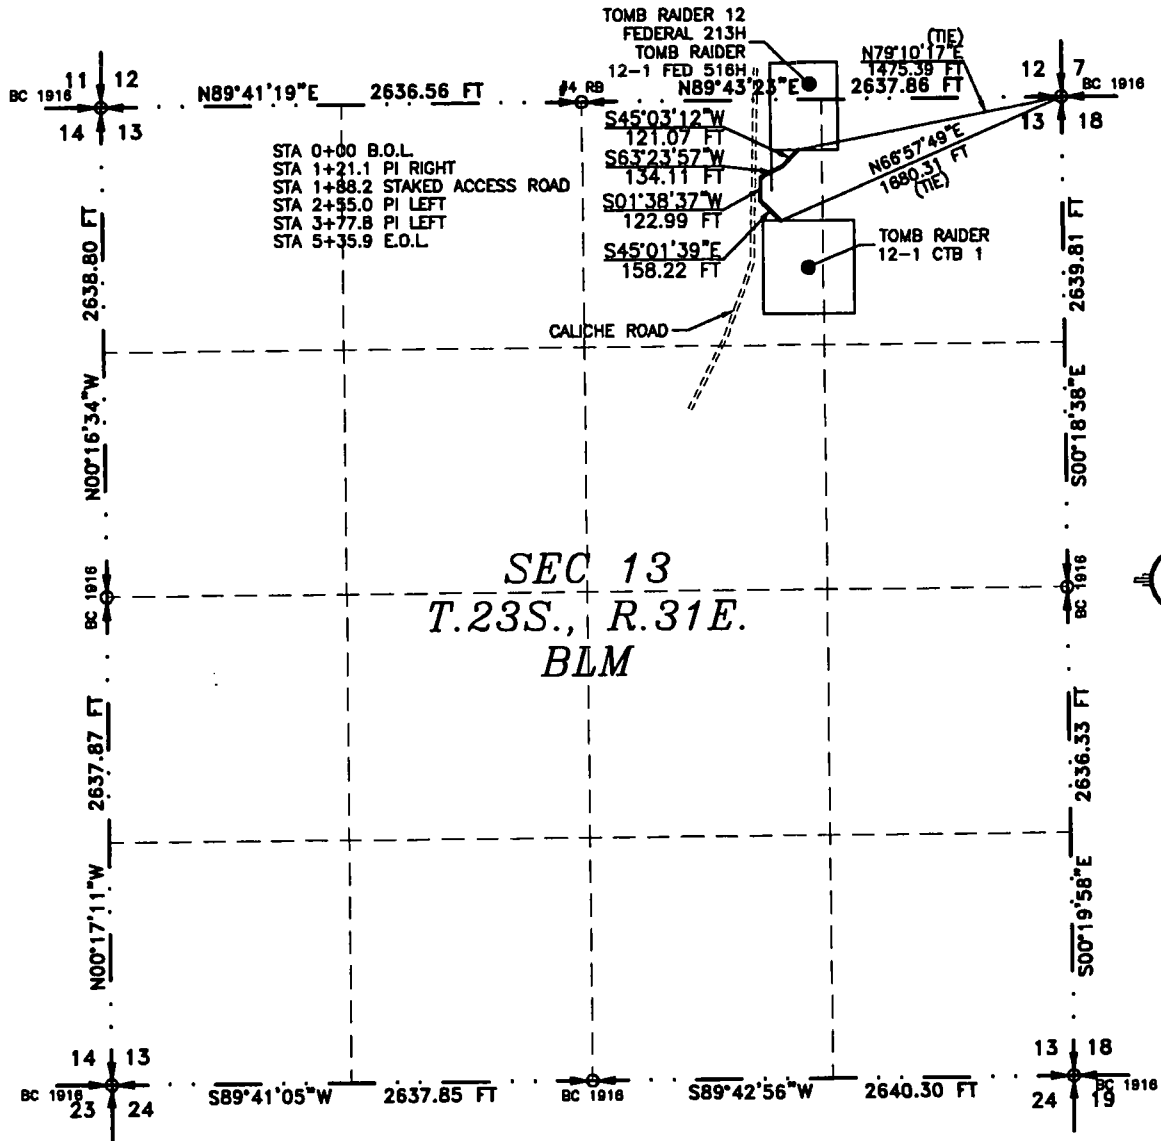 TOMB RAIDER 12
FEDERAL 213H
TOMB RAIDER
12-1 FED 516H
(TIE)
N79°10'17"E
1475.39 FT
11 12
BC 1916
14 13
N89°41'19"E 2636.56 FT
#4 RB
N89°43'23"E 2637.86 FT
12 7
BC 1916
13 18
STA 0+00 B.O.L.
STA 1+21.1 PI RIGHT
STA 1+88.2 STAKED ACCESS ROAD
STA 2+55.0 PI LEFT
STA 3+77.8 PI LEFT
STA 5+35.9 E.O.L.
S45°03'12"W
121.07 FT
S63°23'57"W
134.11 FT
S01°38'37"W
122.99 FT
S45°01'39"E
158.22 FT
N66°57'49"E
1680.31 FT
(TIE)
TOMB RAIDER
12-1 CTB 1
CALICHE ROAD
2638.80 FT
N00°16'34"W
2639.81 FT
S00°18'38"E
BC 1916
BC 1916
SEC 13
T.23S., R.31E.
BLM
2637.87 FT
N00°17'11"W
2636.33 FT
S00°19'58"E
14 13
BC 1916
23 24
S89°41'05"W 2637.85 FT
BC 1916
S89°42'56"W 2640.30 FT
13 18
BC 1916
24 19